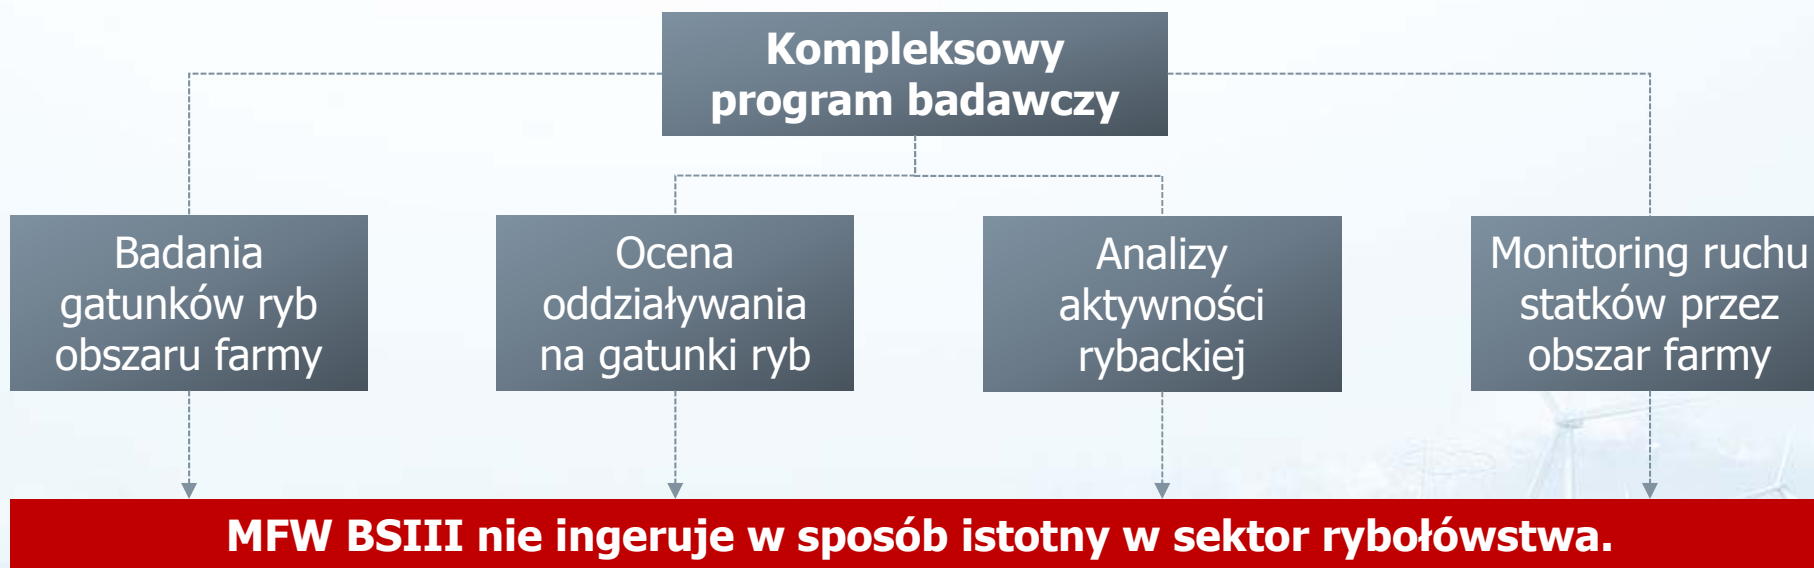 Kompleksowy
program badawczy
Badania
gatunków ryb
obszaru farmy
Ocena
oddziaływania
na gatunki ryb
Analizy
aktywności
rybackiej
Monitoring ruchu
statków przez
obszar farmy
MFW BSIII nie ingeruje w sposób istotny w sektor rybołówstwa.